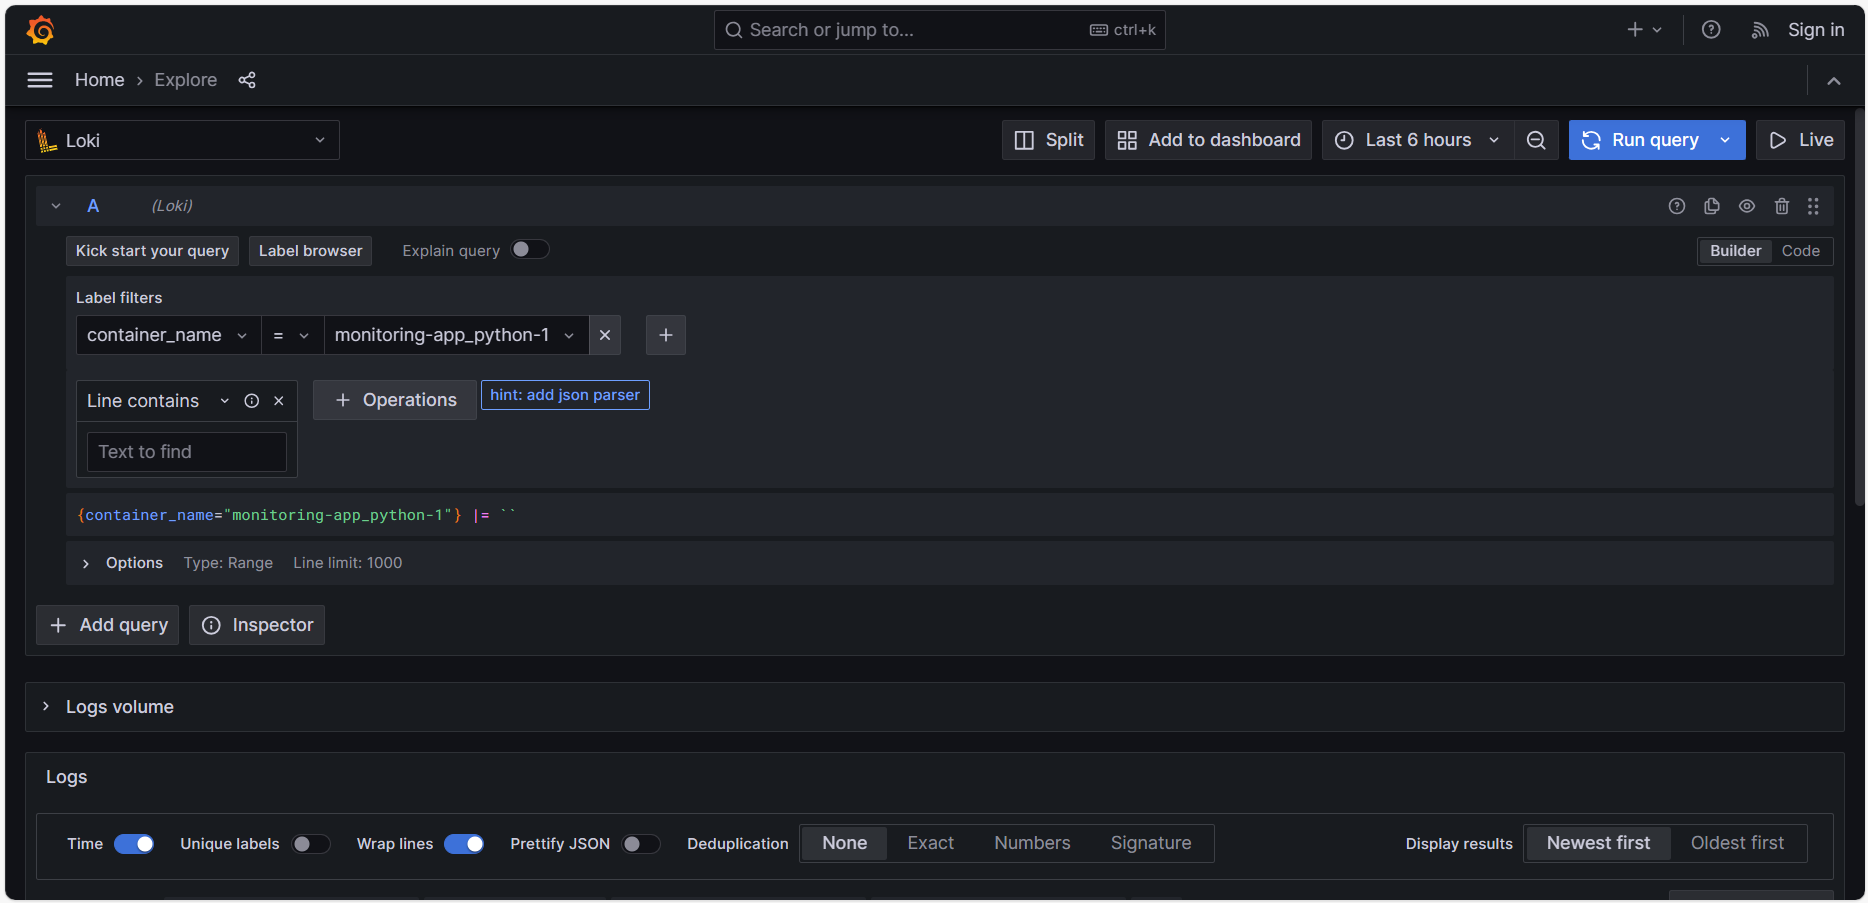 Search or jump to... ctrl+k Sign in
Home › Explore
Loki Split Add to dashboard Last 6 hours Run query Live
A (Loki)
Kick start your query Label browser Explain query Builder Code
Label filters
container_name = monitoring-app_python-1
Line contains Operations hint: add json parser
Text to find
{container_name="monitoring-app_python-1"} |= ``
Options Type: Range Line limit: 1000
Add query Inspector
Logs volume
Logs
Time Unique labels Wrap lines Prettify JSON Deduplication None Exact Numbers Signature Display results Newest first Oldest first